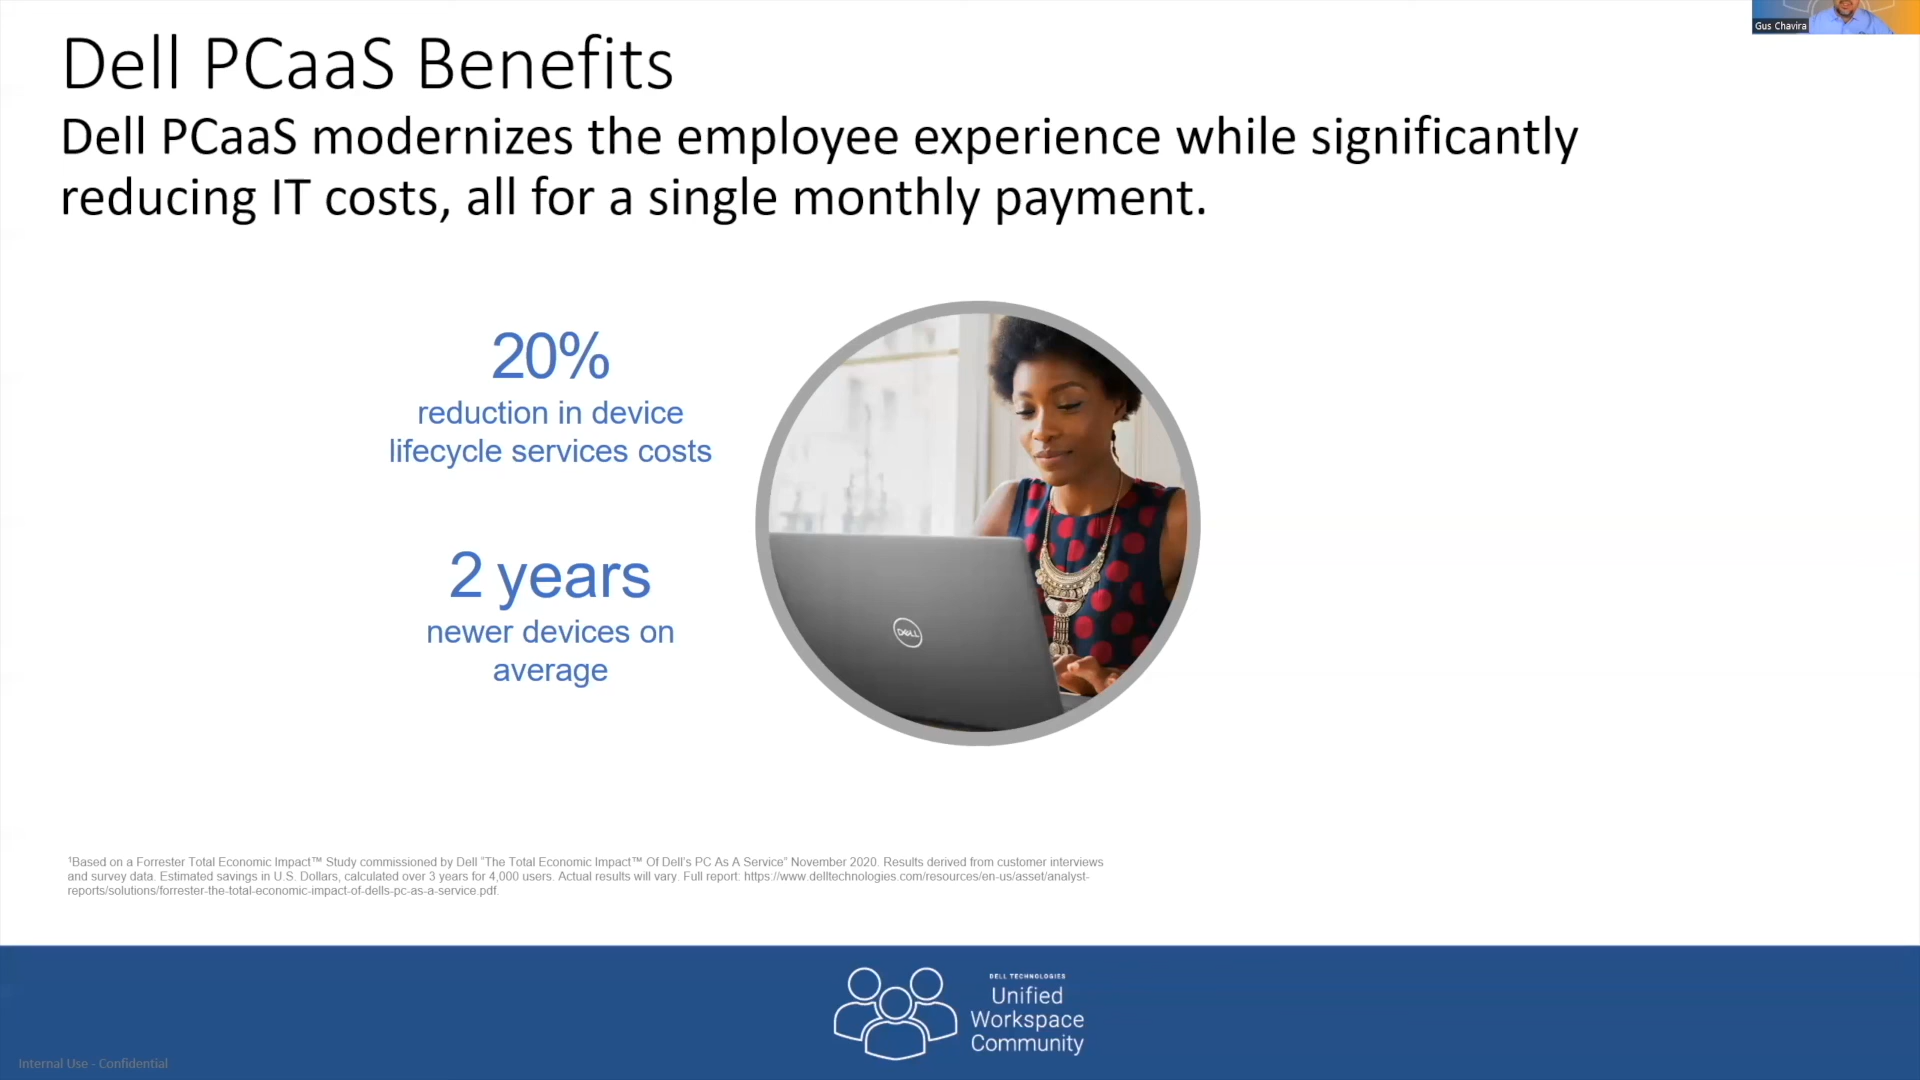 Gus Chavira
Dell PCaaS Benefits
Dell PCaaS modernizes the employee experience while significantly
reducing IT costs, all for a single monthly payment.
20%
reduction in device
lifecycle services costs
2 years
newer devices on
average
DELL
¹Based on a Forrester Total Economic Impact™ Study commissioned by Dell "The Total Economic Impact™ Of Dell's PC As A Service" November 2020. Results derived from customer interviews
and survey data. Estimated savings in U.S. Dollars, calculated over 3 years for 4,000 users. Actual results will vary. Full report: https://www.delltechnologies.com/resources/en-us/asset/analyst-
reports/solutions/forrester-the-total-economic-impact-of-dells-pc-as-a-service.pdf.
DELL TECHNOLOGIES
Unified
Workspace
Community
Internal Use - Confidential